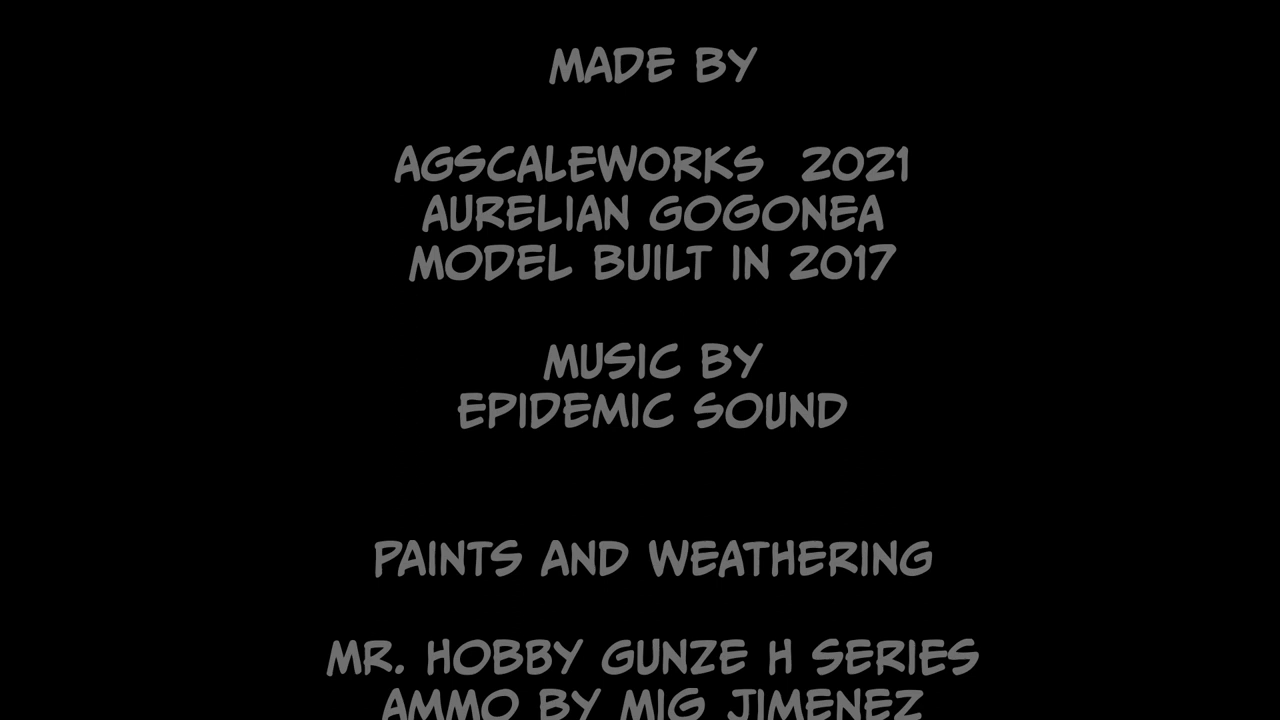 MADE BY
AGSCALEWORKS 2021
AURELIAN GOGONEA
MODEL BUILT IN 2017
MUSIC BY
EPIDEMIC SOUND
PAINTS AND WEATHERING
MR. HOBBY GUNZE H SERIES
AMMO BY MIG JIMENEZ